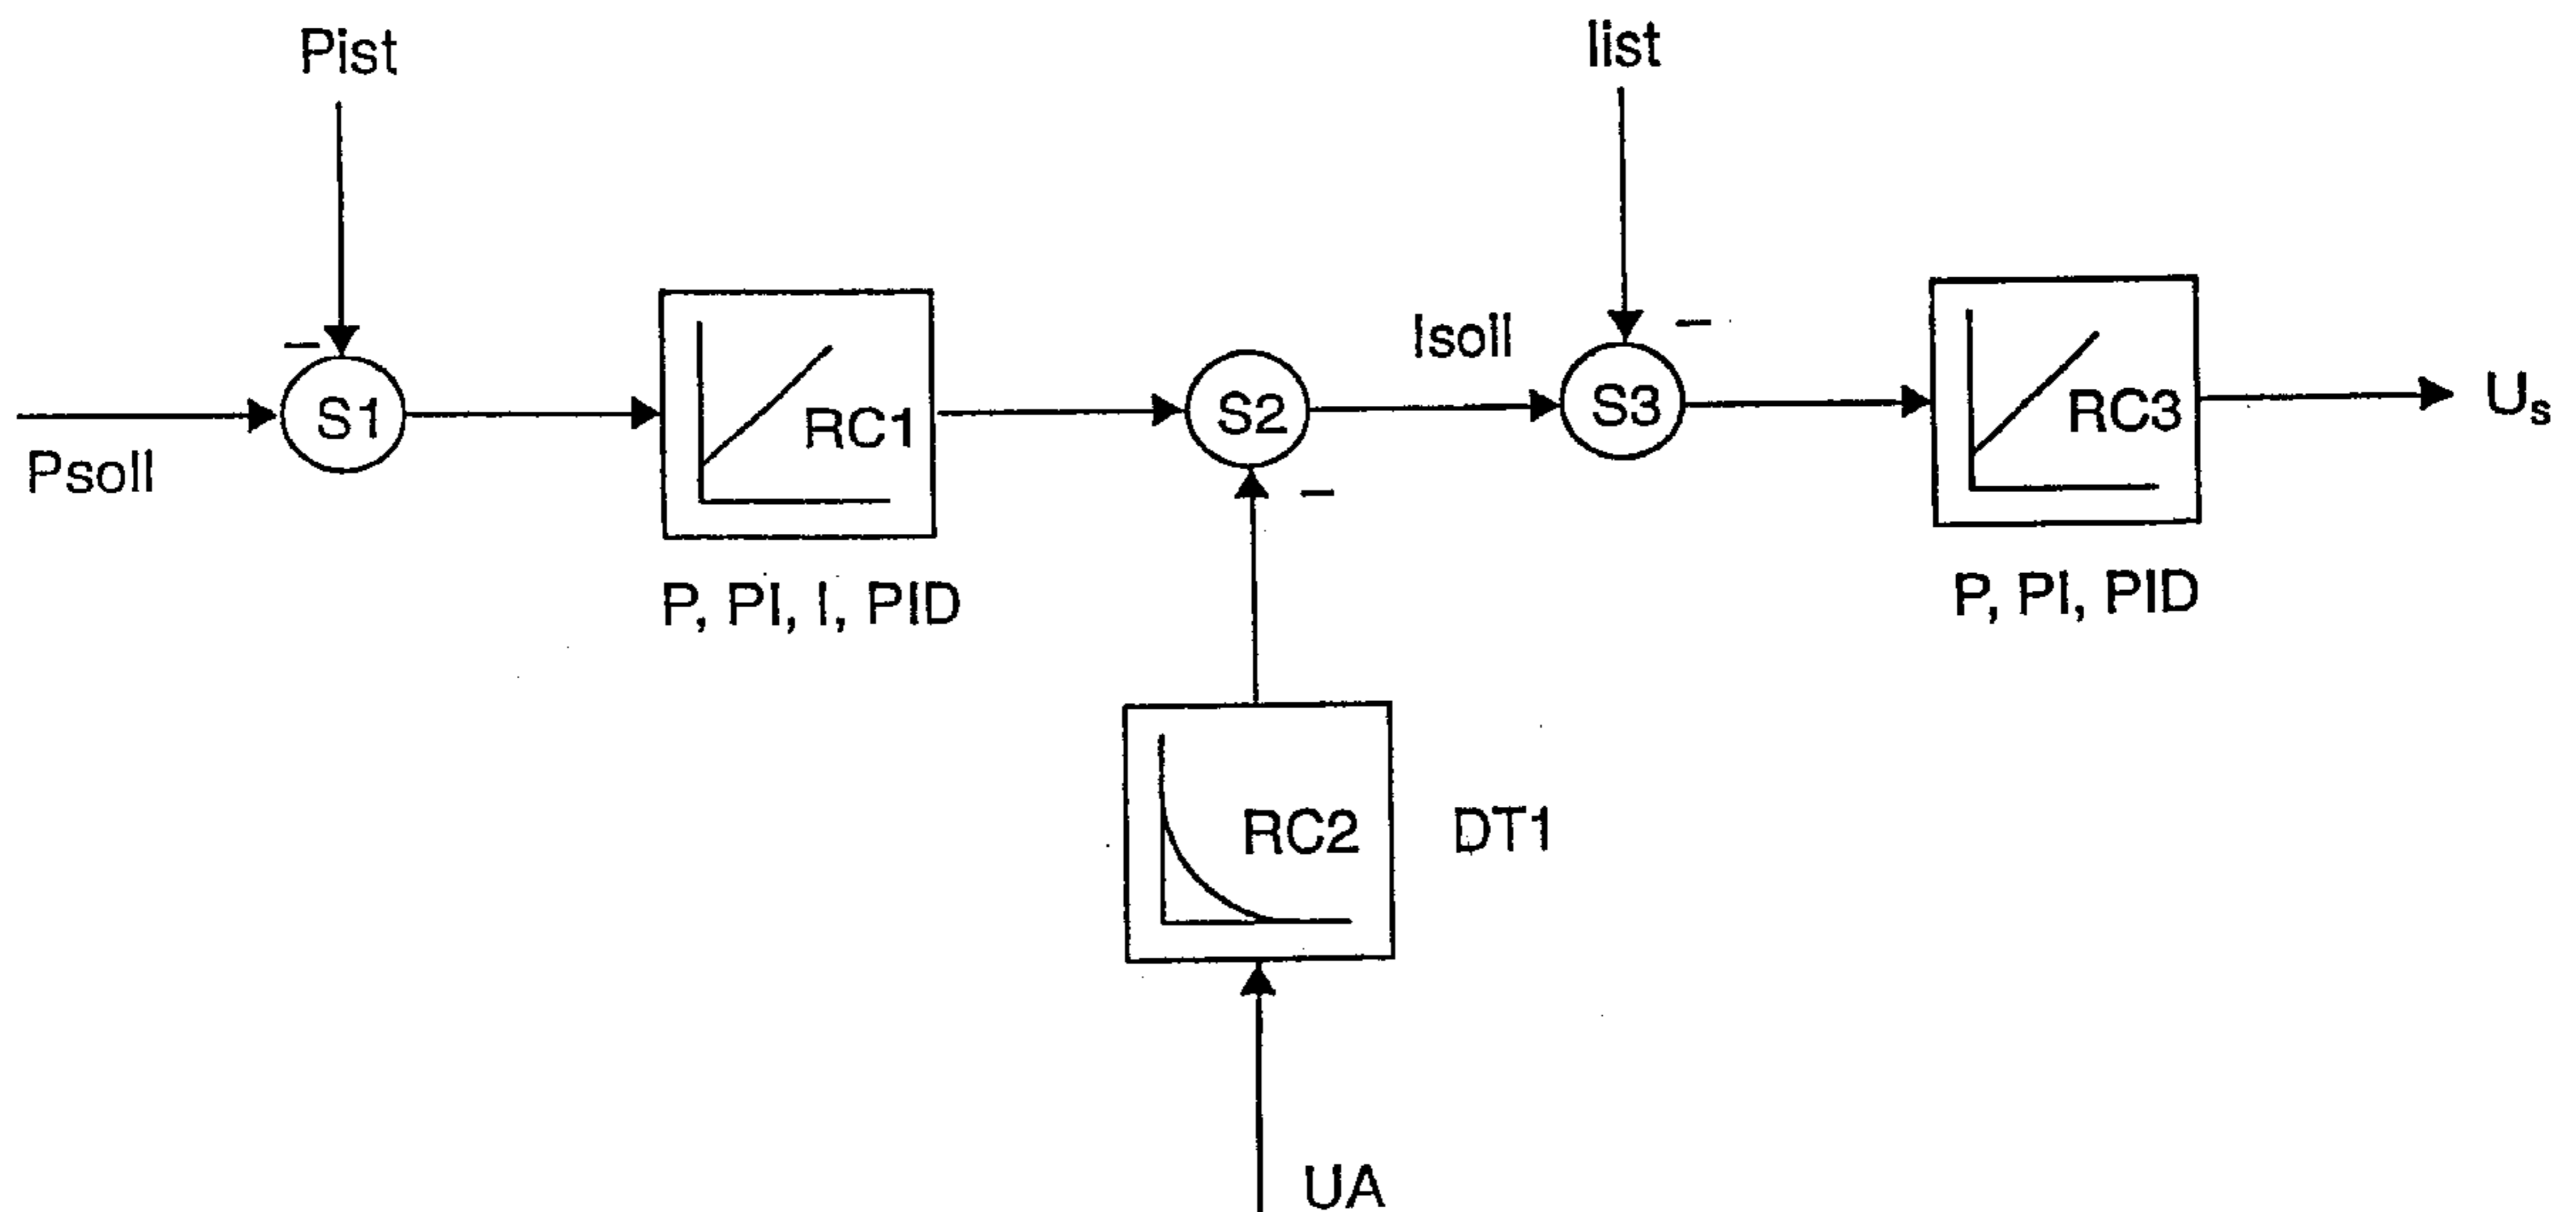 Pist
Iist
Psoll
S1
RC1
P, PI, I, PID
S2
Isoll
S3
RC3
P, PI, PID
Us
RC2
DT1
UA